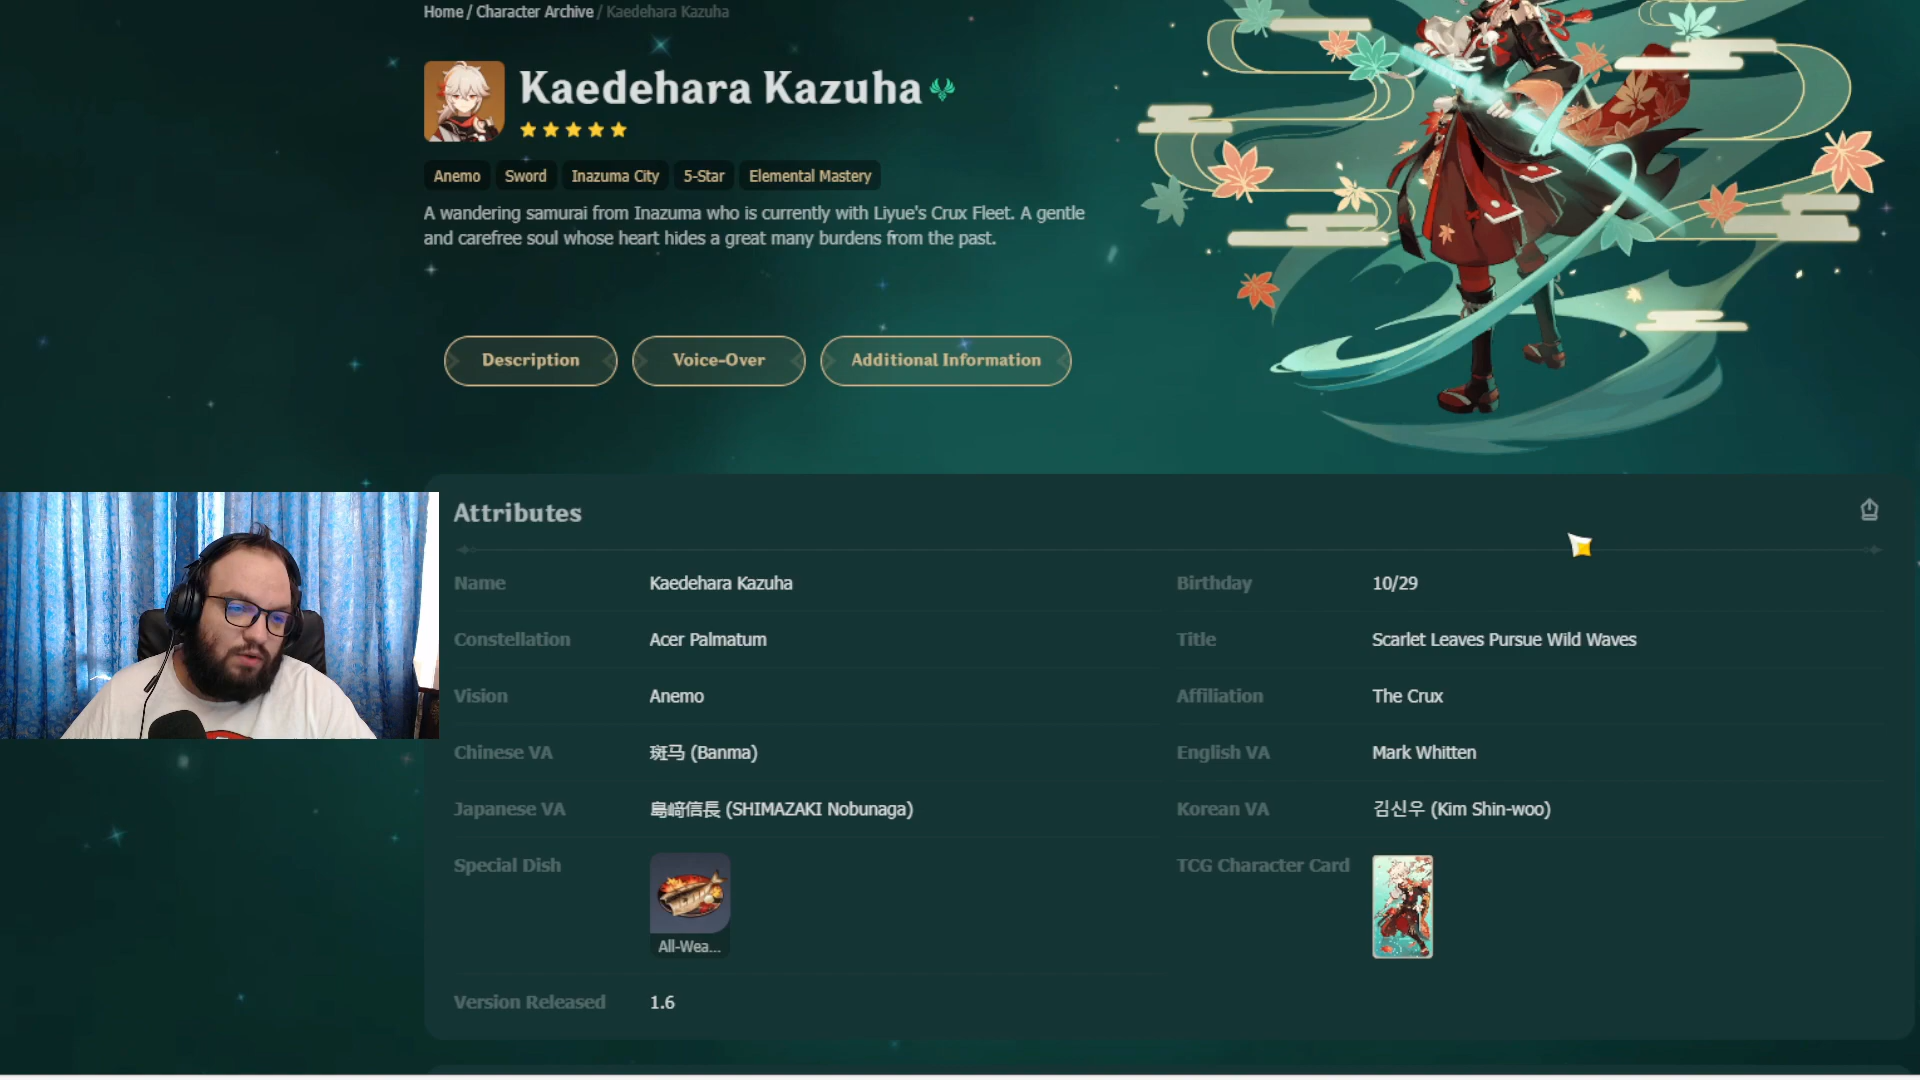 Home / Character Archive / Kaedehara Kazuha
Kaedehara Kazuha
Anemo Sword Inazuma City 5-Star Elemental Mastery
A wandering samurai from Inazuma who is currently with Liyue's Crux Fleet. A gentle
and carefree soul whose heart hides a great many burdens from the past.
Description Voice-Over Additional Information
Attributes
Name Kaedehara Kazuha Birthday 10/29
Constellation Acer Palmatum Title Scarlet Leaves Pursue Wild Waves
Vision Anemo Affiliation The Crux
Chinese VA 斑马 (Banma) English VA Mark Whitten
Japanese VA 島﨑信長 (SHIMAZAKI Nobunaga) Korean VA 김신우 (Kim Shin-woo)
Special Dish TCG Character Card
All-Wea...
Version Released 1.6